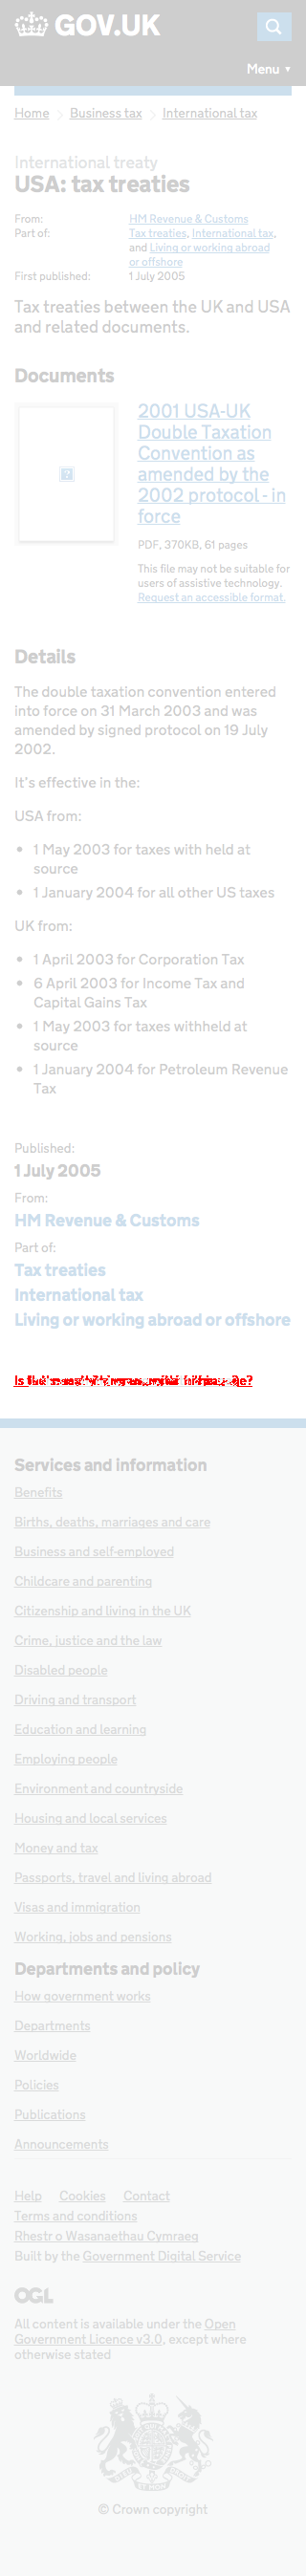 GOV.UK
Menu ▼
Home
Business tax
International tax
International treaty
USA: tax treaties
From: HM Revenue & Customs
Part of: Tax treaties, International tax,
and Living or working abroad
or offshore
First published: 1 July 2005
Tax treaties between the UK and USA
and related documents.
Documents
2001 USA-UK
Double Taxation
Convention as
amended by the
2002 protocol - in
force
PDF, 370KB, 61 pages
This file may not be suitable for
users of assistive technology.
Request an accessible format.
Details
The double taxation convention entered
into force on 31 March 2003 and was
amended by signed protocol on 19 July
2002.
It's effective in the:
USA from:
• 1 May 2003 for taxes with held at
source
• 1 January 2004 for all other US taxes
UK from:
• 1 April 2003 for Corporation Tax
• 6 April 2003 for Income Tax and
Capital Gains Tax
• 1 May 2003 for taxes withheld at
source
• 1 January 2004 for Petroleum Revenue
Tax
Published:
1 July 2005
From:
HM Revenue & Customs
Part of:
Tax treaties
International tax
Living or working abroad or offshore
Services and information
Benefits
Births, deaths, marriages and care
Business and self-employed
Childcare and parenting
Citizenship and living in the UK
Crime, justice and the law
Disabled people
Driving and transport
Education and learning
Employing people
Environment and countryside
Housing and local services
Money and tax
Passports, travel and living abroad
Visas and immigration
Working, jobs and pensions
Departments and policy
How government works
Departments
Worldwide
Policies
Publications
Announcements
Help Cookies Contact
Terms and conditions
Rhestr o Wasanaethau Cymraeg
Built by the Government Digital Service
OGL
All content is available under the Open
Government Licence v3.0, except where
otherwise stated
© Crown copyright